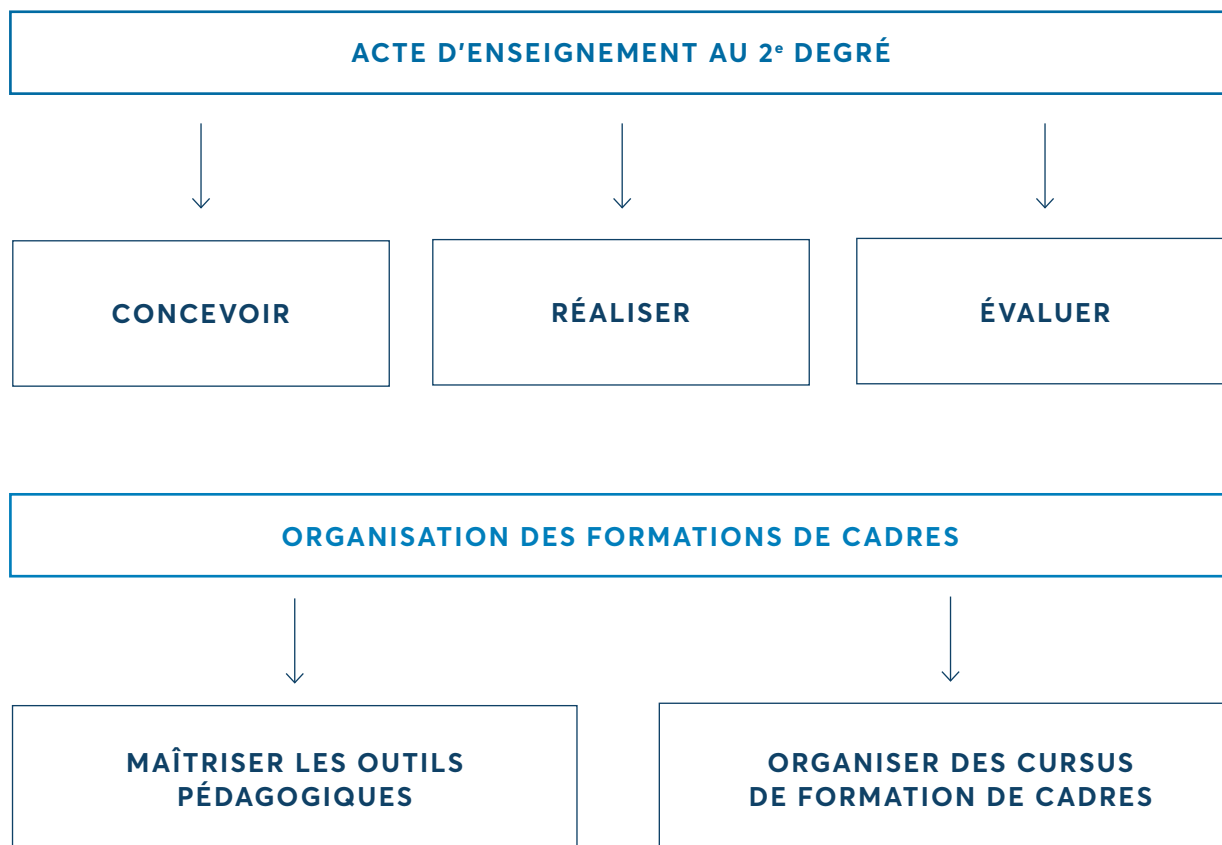 ACTE D'ENSEIGNEMENT AU 2e DEGRÉ
CONCEVOIR
RÉALISER
ÉVALUER
ORGANISATION DES FORMATIONS DE CADRES
MAÎTRISER LES OUTILS
PÉDAGOGIQUES
ORGANISER DES CURSUS
DE FORMATION DE CADRES